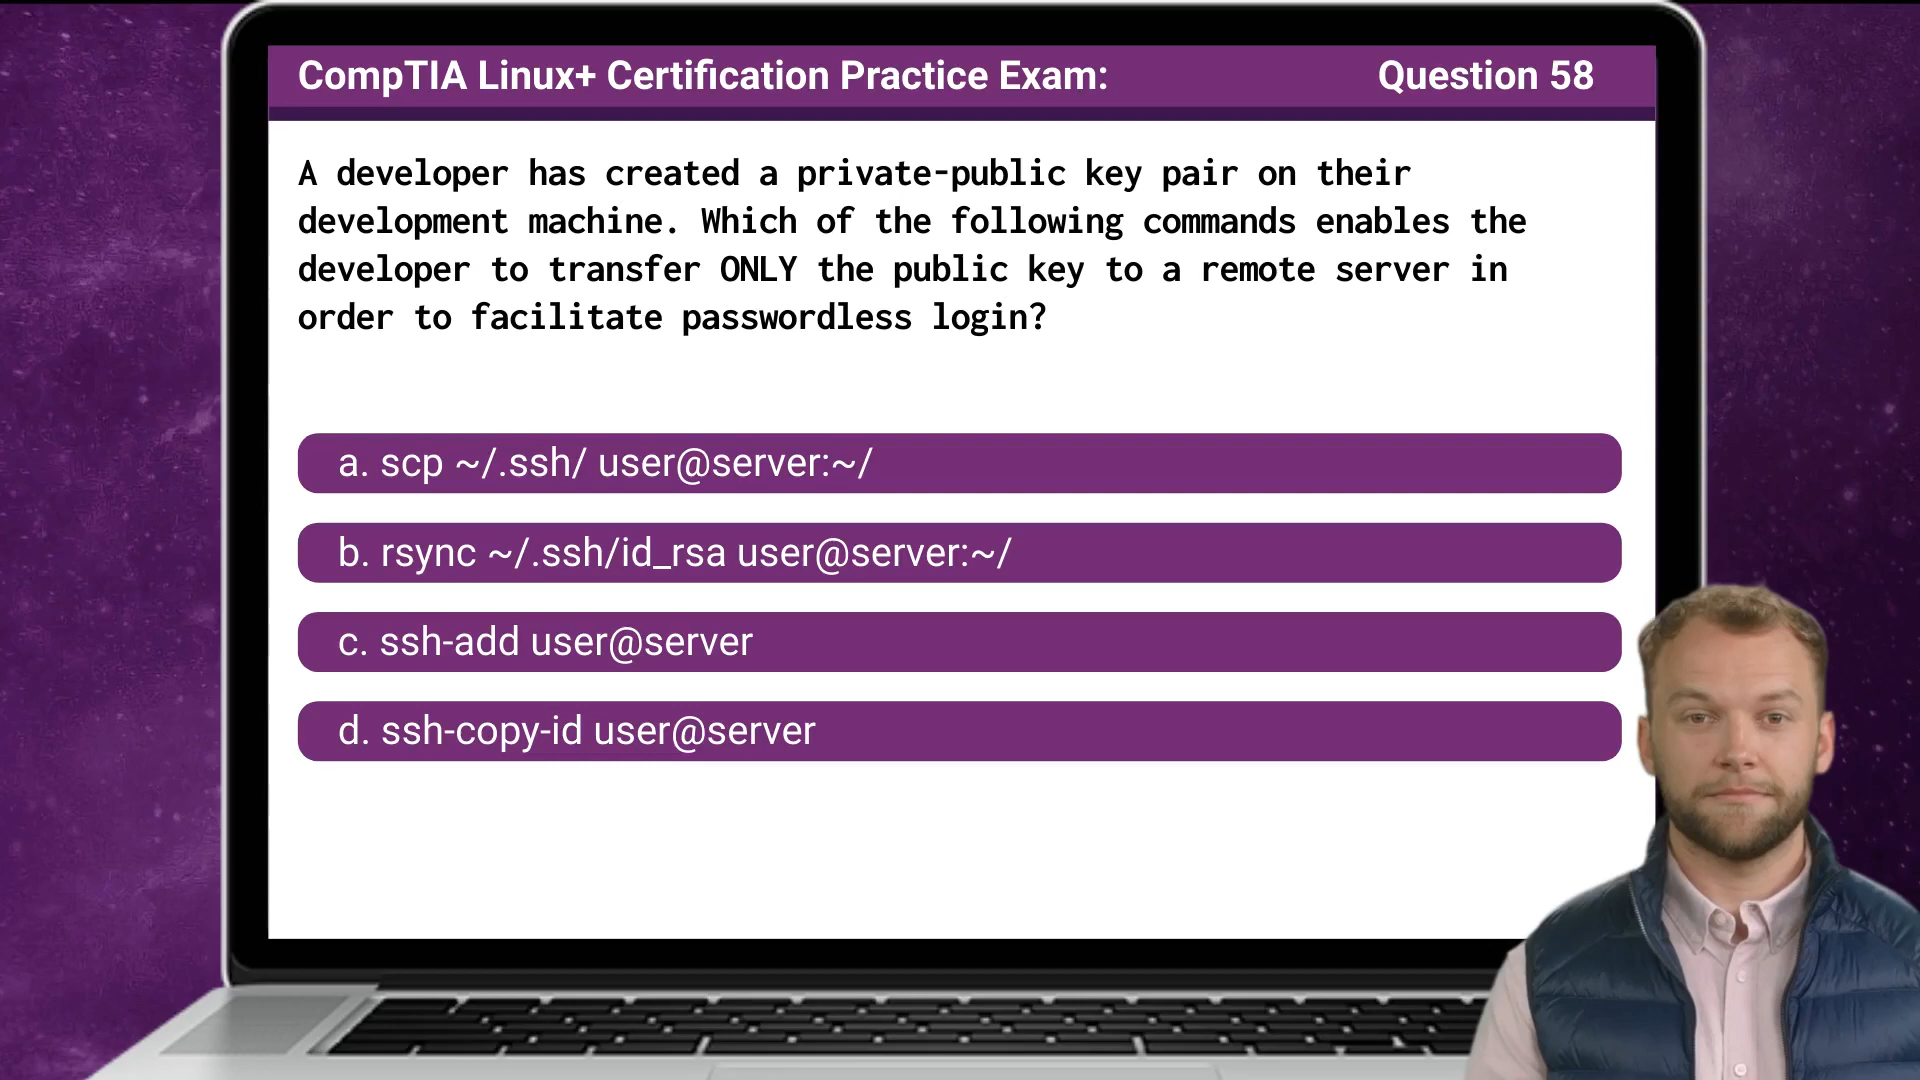 CompTIA Linux+ Certification Practice Exam: Question 58
A developer has created a private-public key pair on their
development machine. Which of the following commands enables the
developer to transfer ONLY the public key to a remote server in
order to facilitate passwordless login?
a. scp ~/.ssh/ user@server:~/
b. rsync ~/.ssh/id_rsa user@server:~/
c. ssh-add user@server
d. ssh-copy-id user@server